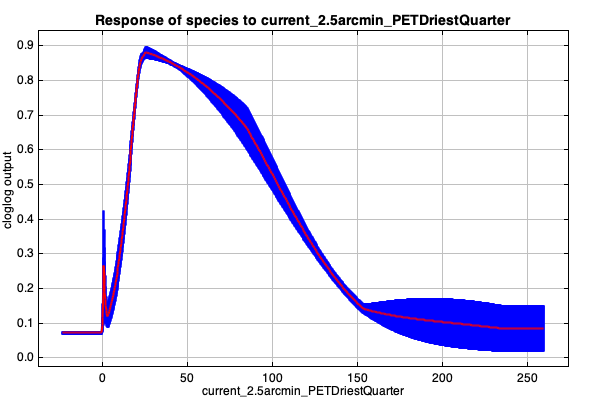 Response of species to current_2.5arcmin_PETDriestQuarter
0.9
0.8
0.7
0.6
0.5
0.4
0.3
0.2
0.1
0.0
cloglog output
0 50 100 150 200 250
current_2.5arcmin_PETDriestQuarter